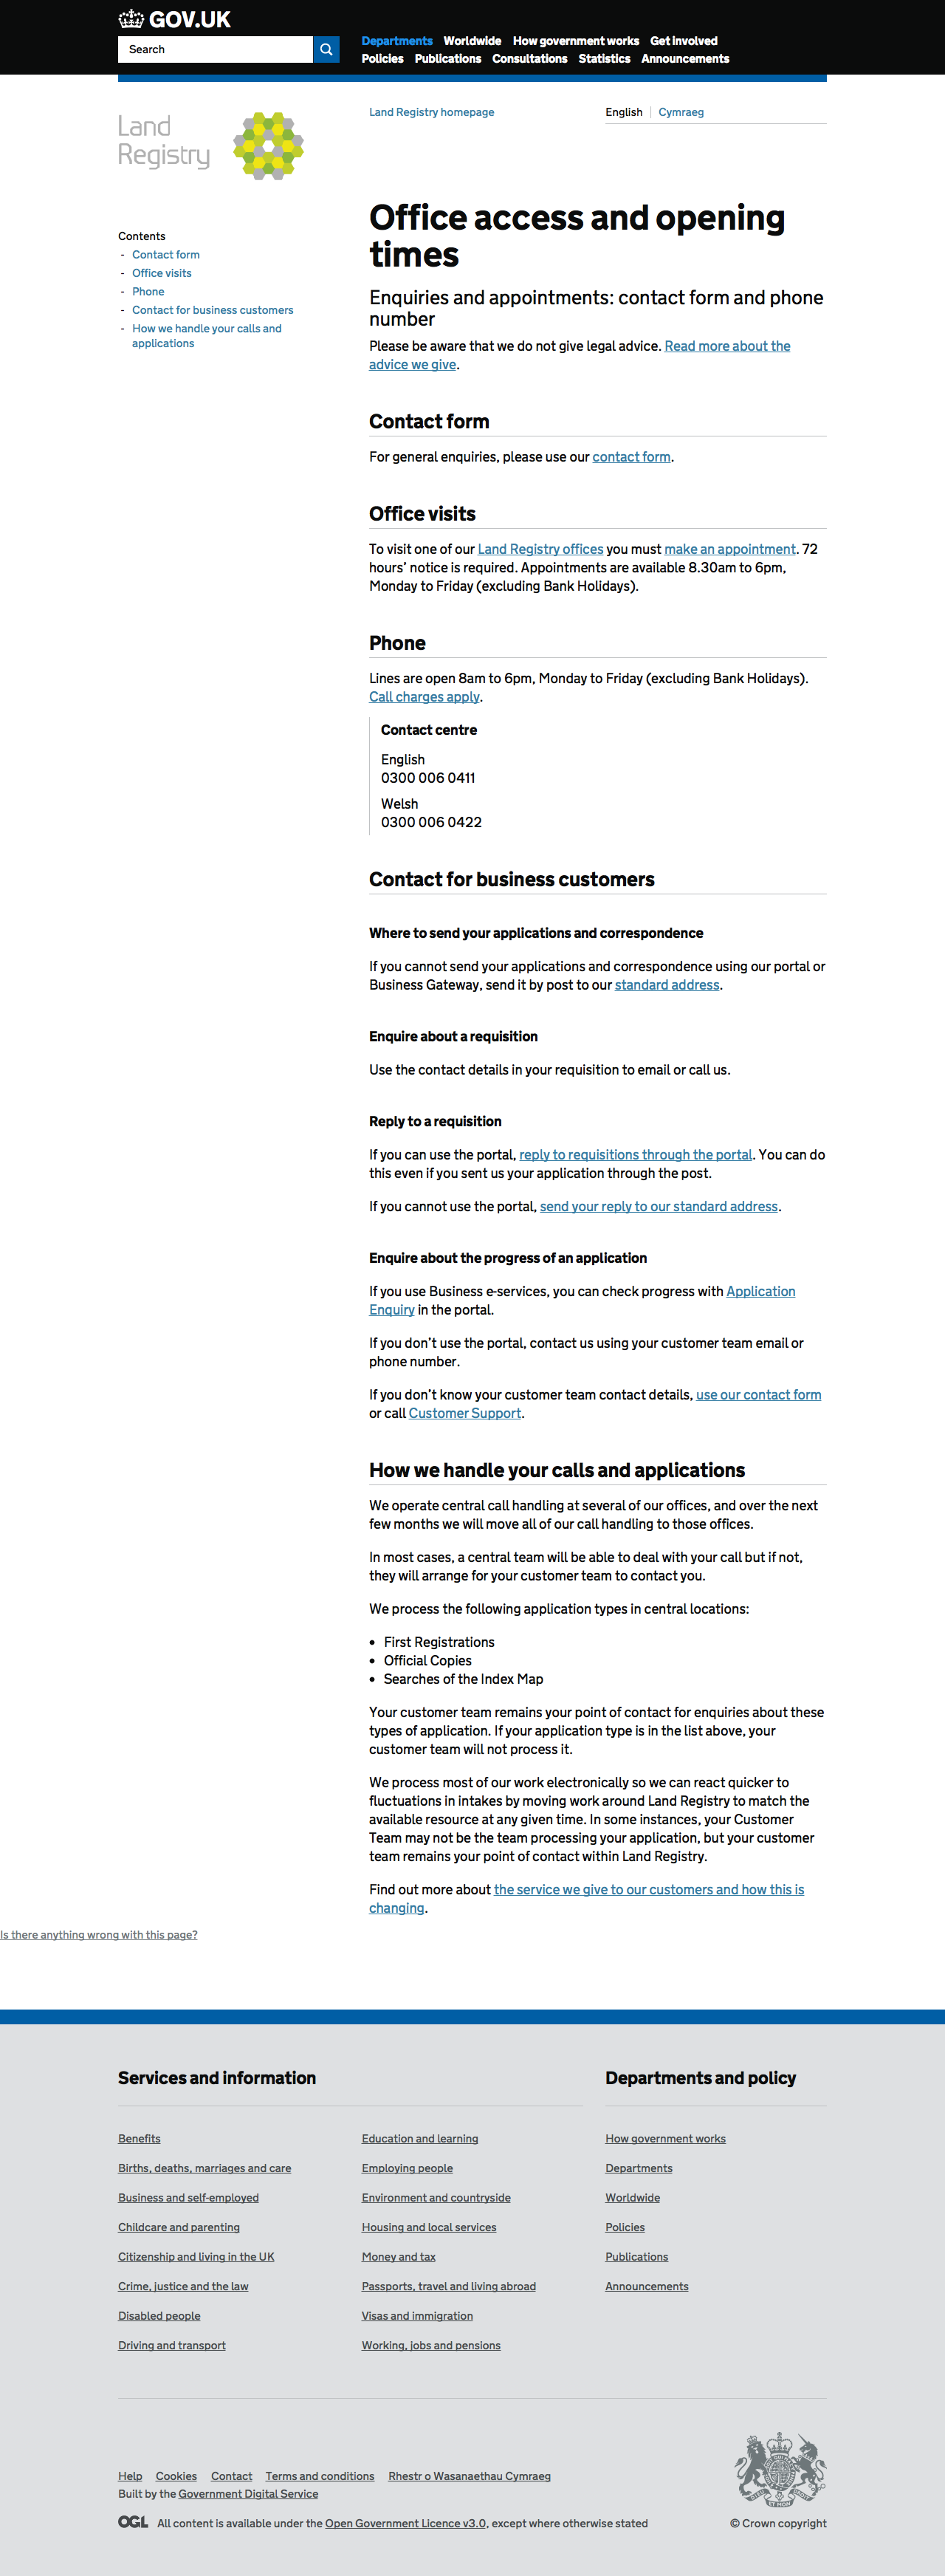 GOV.UK
Search
Departments Worldwide How government works Get involved
Policies Publications Consultations Statistics Announcements
Land
Registry
Land Registry homepage
English Cymraeg
Office access and opening
times
Contents
- Contact form
- Office visits
- Phone
- Contact for business customers
- How we handle your calls and
applications
Enquiries and appointments: contact form and phone
number
Please be aware that we do not give legal advice. Read more about the
advice we give.
Contact form
For general enquiries, please use our contact form.
Office visits
To visit one of our Land Registry offices you must make an appointment. 72
hours’ notice is required. Appointments are available 8.30am to 6pm,
Monday to Friday (excluding Bank Holidays).
Phone
Lines are open 8am to 6pm, Monday to Friday (excluding Bank Holidays).
Call charges apply.
Contact centre
English
0300 006 0411
Welsh
0300 006 0422
Contact for business customers
Where to send your applications and correspondence
If you cannot send your applications and correspondence using our portal or
Business Gateway, send it by post to our standard address.
Enquire about a requisition
Use the contact details in your requisition to email or call us.
Reply to a requisition
If you can use the portal, reply to requisitions through the portal. You can do
this even if you sent us your application through the post.
If you cannot use the portal, send your reply to our standard address.
Enquire about the progress of an application
If you use Business e-services, you can check progress with Application
Enquiry in the portal.
If you don’t use the portal, contact us using your customer team email or
phone number.
If you don’t know your customer team contact details, use our contact form
or call Customer Support.
How we handle your calls and applications
We operate central call handling at several of our offices, and over the next
few months we will move all of our call handling to those offices.
In most cases, a central team will be able to deal with your call but if not,
they will arrange for your customer team to contact you.
We process the following application types in central locations:
• First Registrations
• Official Copies
• Searches of the Index Map
Your customer team remains your point of contact for enquiries about these
types of application. If your application type is in the list above, your
customer team will not process it.
We process most of our work electronically so we can react quicker to
fluctuations in intakes by moving work around Land Registry to match the
available resource at any given time. In some instances, your Customer
Team may not be the team processing your application, but your customer
team remains your point of contact within Land Registry.
Find out more about the service we give to our customers and how this is
changing.
Is there anything wrong with this page?
Services and information
Benefits
Births, deaths, marriages and care
Business and self-employed
Childcare and parenting
Citizenship and living in the UK
Crime, justice and the law
Disabled people
Driving and transport
Education and learning
Employing people
Environment and countryside
Housing and local services
Money and tax
Passports, travel and living abroad
Visas and immigration
Working, jobs and pensions
Departments and policy
How government works
Departments
Worldwide
Policies
Publications
Announcements
Help Cookies Contact Terms and conditions Rhestr o Wasanaethau Cymraeg
Built by the Government Digital Service
OGL All content is available under the Open Government Licence v3.0, except where otherwise stated
© Crown copyright